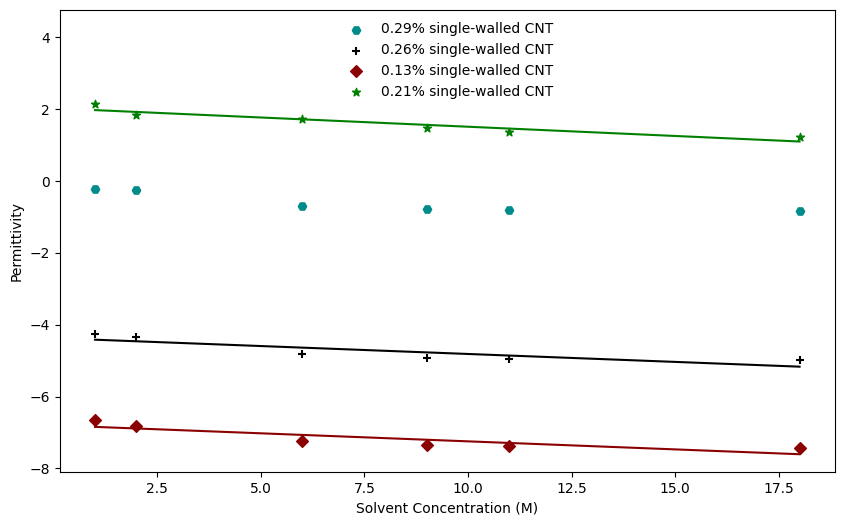 0.29% single-walled CNT
0.26% single-walled CNT
0.13% single-walled CNT
0.21% single-walled CNT
4
2
0
−2
−4
−6
−8
Permittivity
2.5 5.0 7.5 10.0 12.5 15.0 17.5
Solvent Concentration (M)